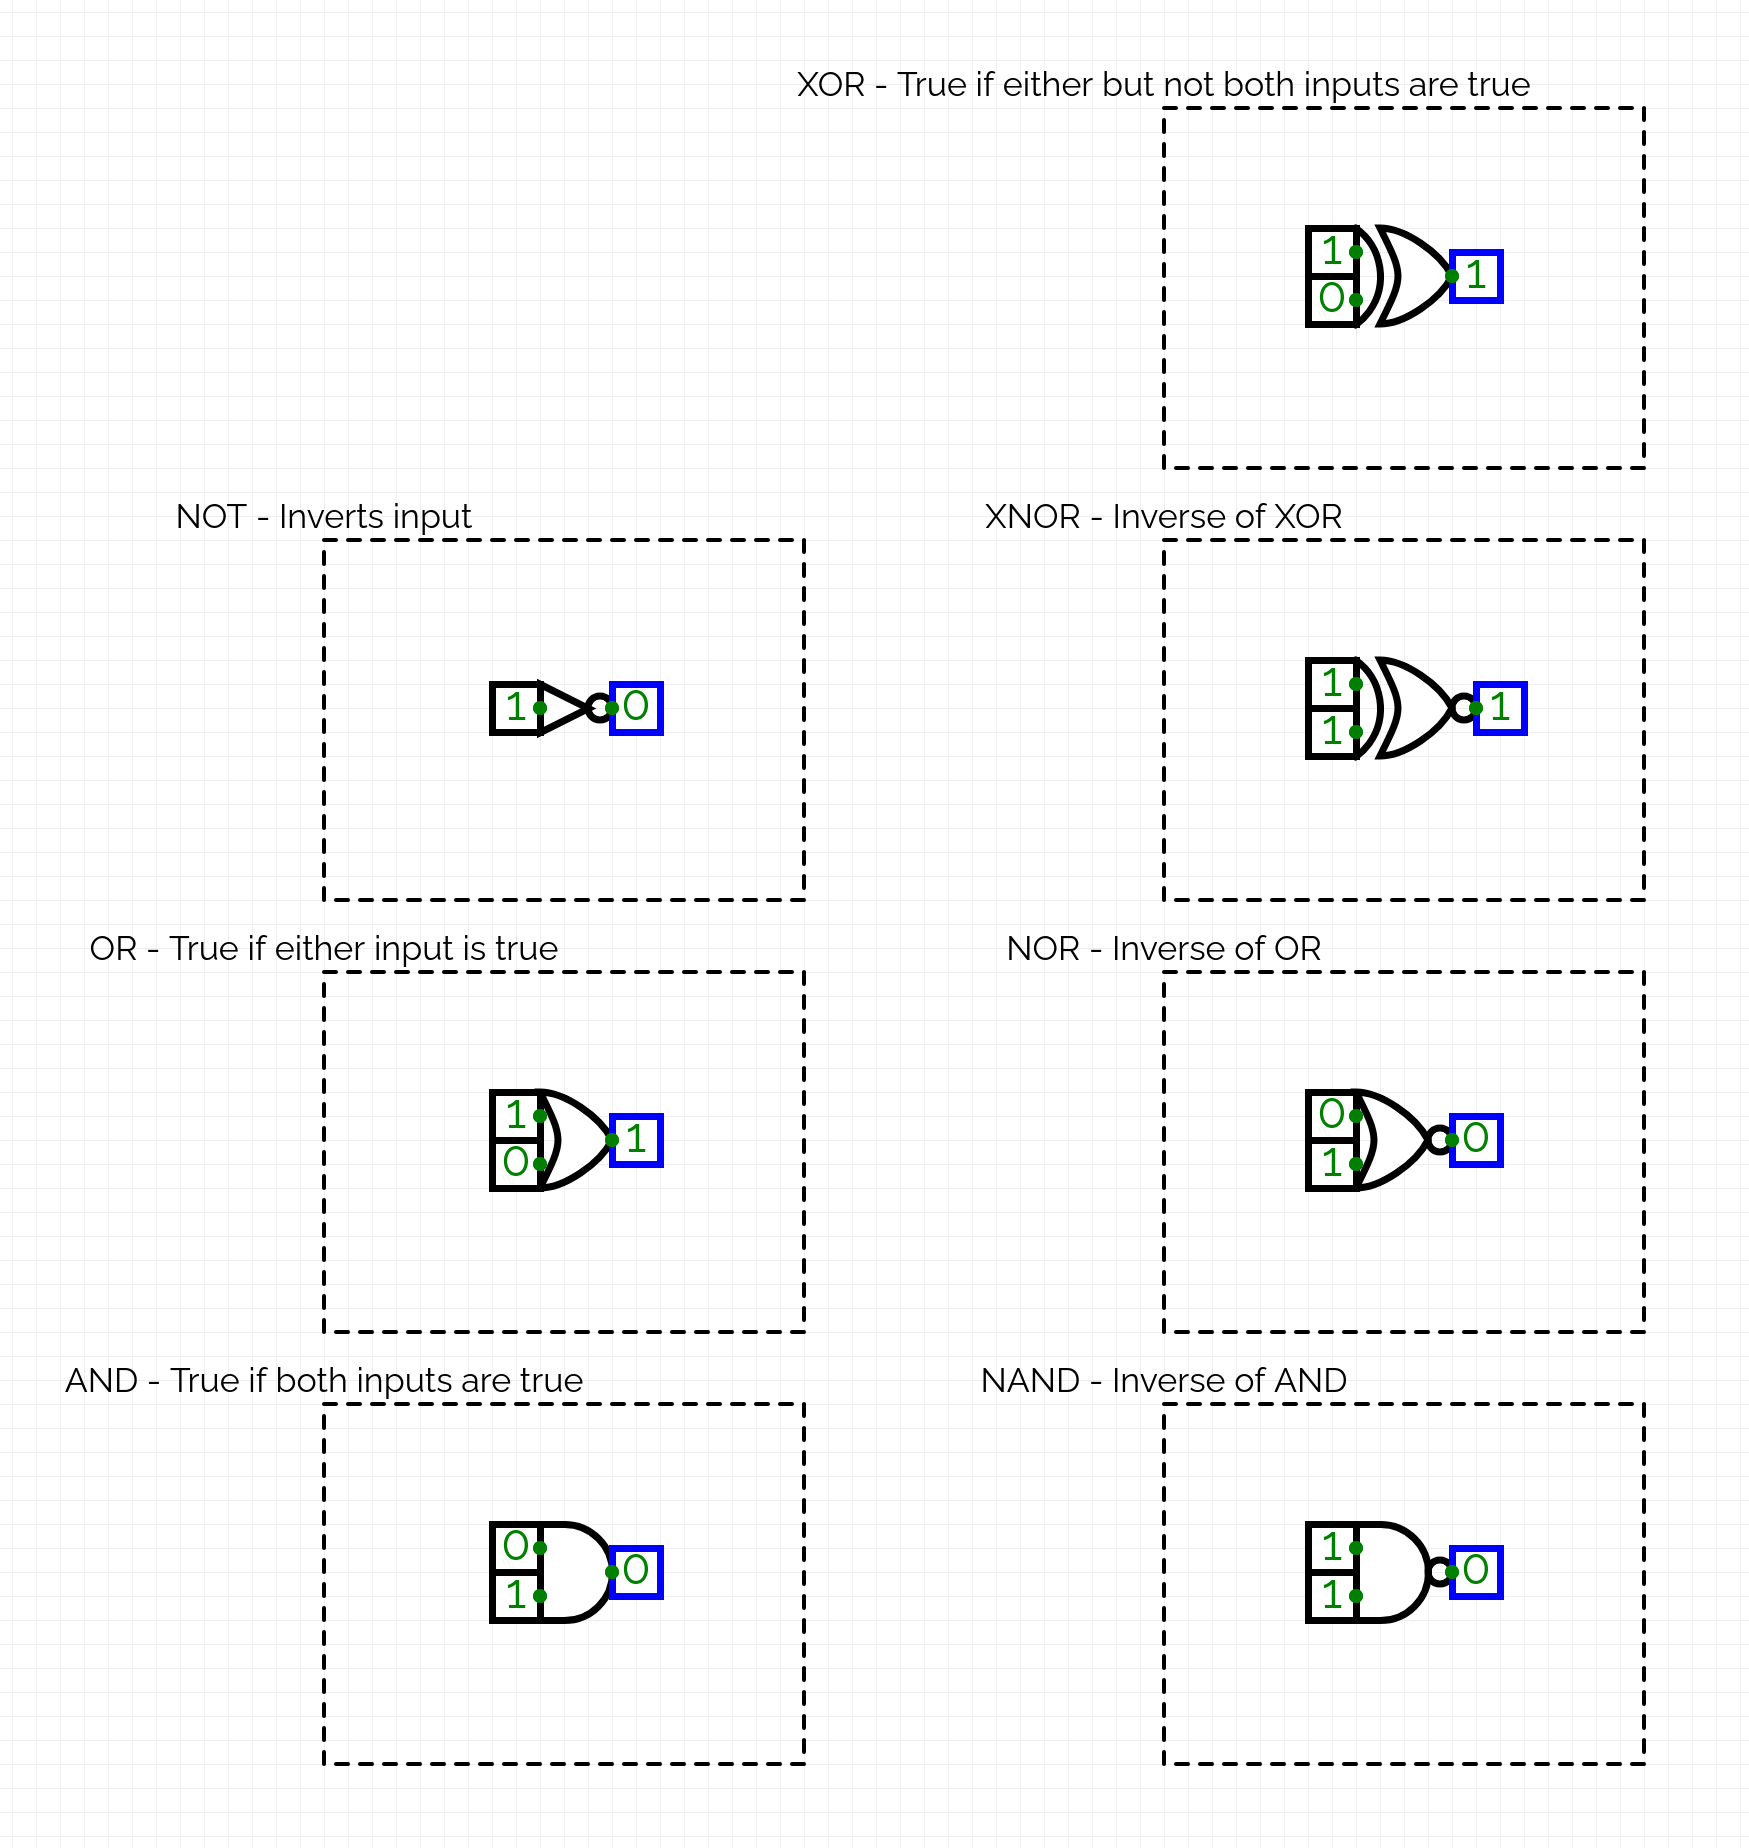 XOR - True if either but not both inputs are true
1
0
1
NOT - Inverts input
1
0
XNOR - Inverse of XOR
1
1
1
OR - True if either input is true
1
0
1
NOR - Inverse of OR
0
1
0
AND - True if both inputs are true
0
1
0
NAND - Inverse of AND
1
1
0